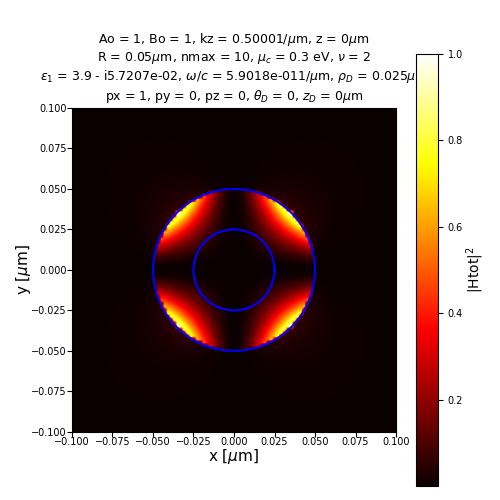 Ao = 1, Bo = 1, kz = 0.50001/μm, z = 0μm
R = 0.05μm, nmax = 10, μc = 0.3 eV, ν = 2
ε1 = 3.9 - i5.7207e-02, ω/c = 5.9018e-011/μm, ρD = 0.025μ
px = 1, py = 0, pz = 0, θD = 0, zD = 0μm
1.0
0.8
0.6
0.4
0.2
|Htot|²
0.100
0.075
0.050
0.025
0.000
−0.025
−0.050
−0.075
−0.100
y [μm]
−0.100 −0.075 −0.050 −0.025 0.000 0.025 0.050 0.075 0.100
x [μm]